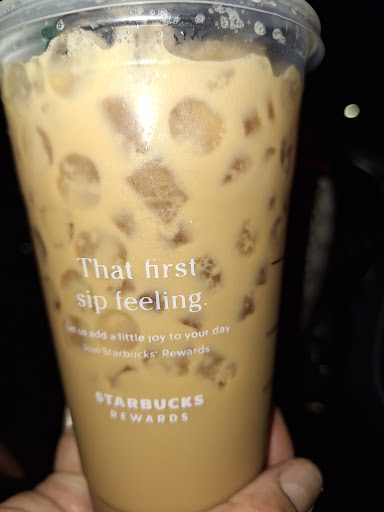 That first
sip feeling.
Let us add a little joy to your day
Join Starbucks® Rewards
STARBUCKS
REWARDS